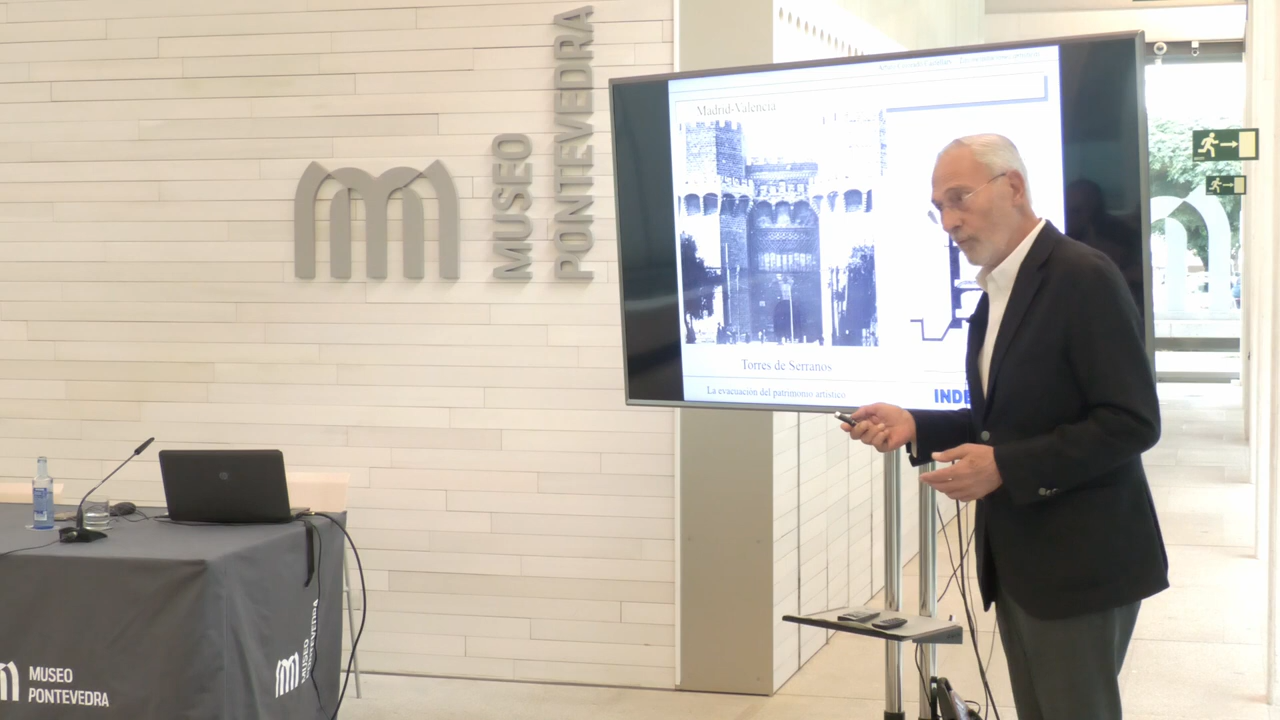 MUSEO
PONTEVEDRA
Madrid-Valencia
Torres de Serranos
La evacuación del patrimonio artístico
INDE
MUSEO
PONTEVEDRA
MUSEO
PONTEVEDRA